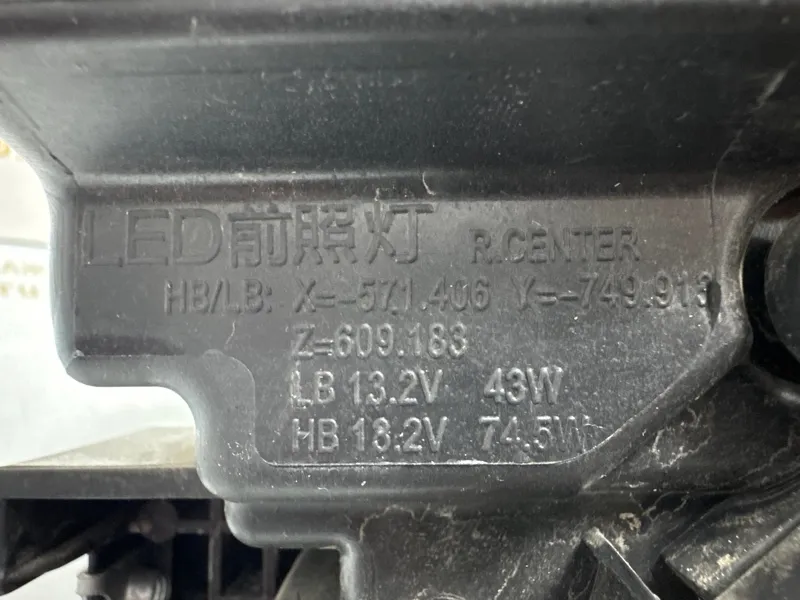 LED前照灯 R.CENTER
HB/LB: X=-571.406 Y=-749.913
Z=609.183
LB 13.2V 43W
HB 13.2V 74.5W